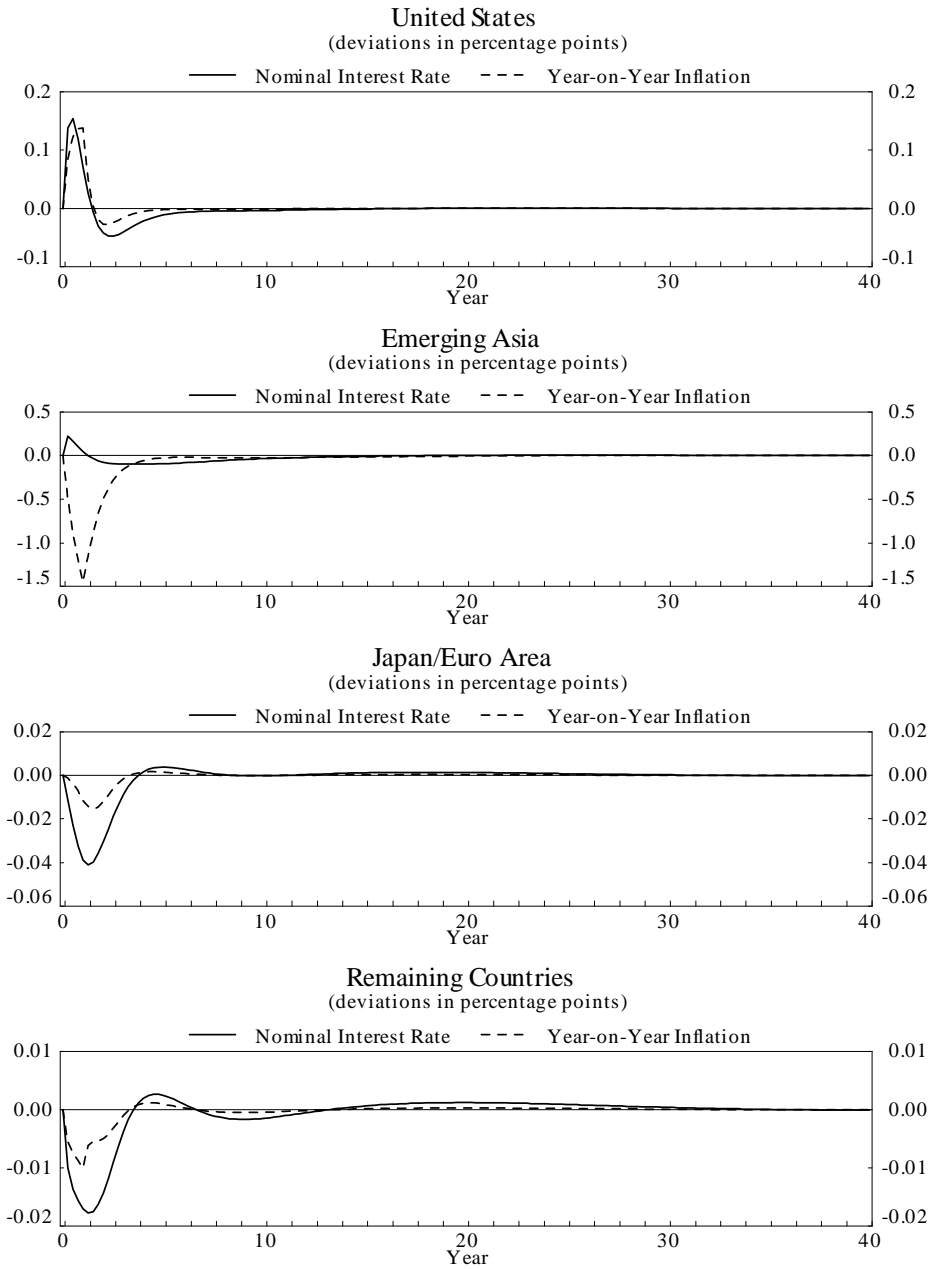 United States
(deviations in percentage points)
Nominal Interest Rate Year-on-Year Inflation
0.2 0.2
0.1 0.1
0.0 0.0
-0.1 -0.1
0 10 20 30 40
Year
Emerging Asia
(deviations in percentage points)
Nominal Interest Rate Year-on-Year Inflation
0.5 0.5
0.0 0.0
-0.5 -0.5
-1.0 -1.0
-1.5 -1.5
0 10 20 30 40
Year
Japan/Euro Area
(deviations in percentage points)
Nominal Interest Rate Year-on-Year Inflation
0.02 0.02
0.00 0.00
-0.02 -0.02
-0.04 -0.04
-0.06 -0.06
0 10 20 30 40
Year
Remaining Countries
(deviations in percentage points)
Nominal Interest Rate Year-on-Year Inflation
0.01 0.01
0.00 0.00
-0.01 -0.01
-0.02 -0.02
0 10 20 30 40
Year